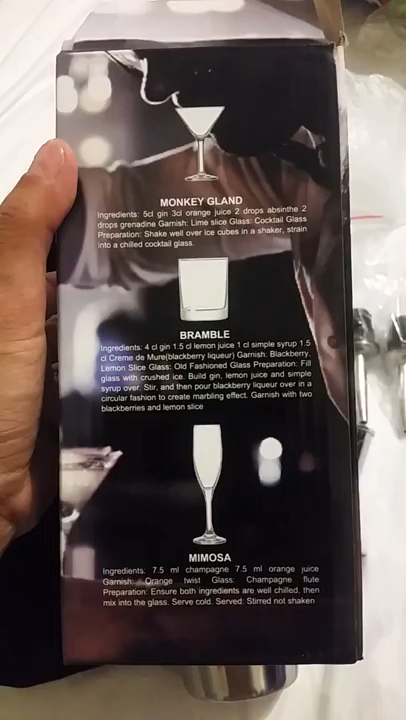 MONKEY GLAND
Ingredients: 5cl gin 3cl orange juice 2 drops absinthe 2
drops grenadine Garnish: Lime slice Glass: Cocktail Glass
Preparation: Shake well over ice cubes in a shaker, strain
into a chilled cocktail glass.
BRAMBLE
Ingredients: 4 cl gin 1.5 cl lemon juice 1 cl simple syrup 1.5
cl Creme de Mure(blackberry liqueur) Garnish: Blackberry,
Lemon Slice Glass: Old Fashioned Glass Preparation: Fill
glass with crushed ice. Build gin, lemon juice and simple
syrup over. Stir, and then pour blackberry liqueur over in a
circular fashion to create marbling effect. Garnish with two
blackberries and lemon slice
MIMOSA
Ingredients: 7.5 ml champagne 7.5 ml orange juice
Garnish: Orange twist Glass: Champagne flute
Preparation: Ensure both ingredients are well chilled, then
mix into the glass. Serve cold. Served: Stirred not shaken